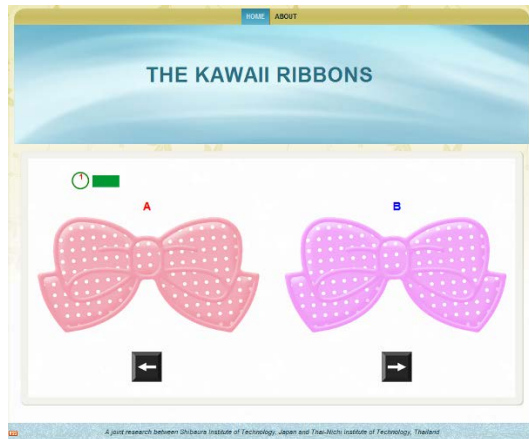 HOME ABOUT
THE KAWAII RIBBONS
A B
A joint research between Shibaura Institute of Technology, Japan and Thai-Nichi Institute of Technology, Thailand